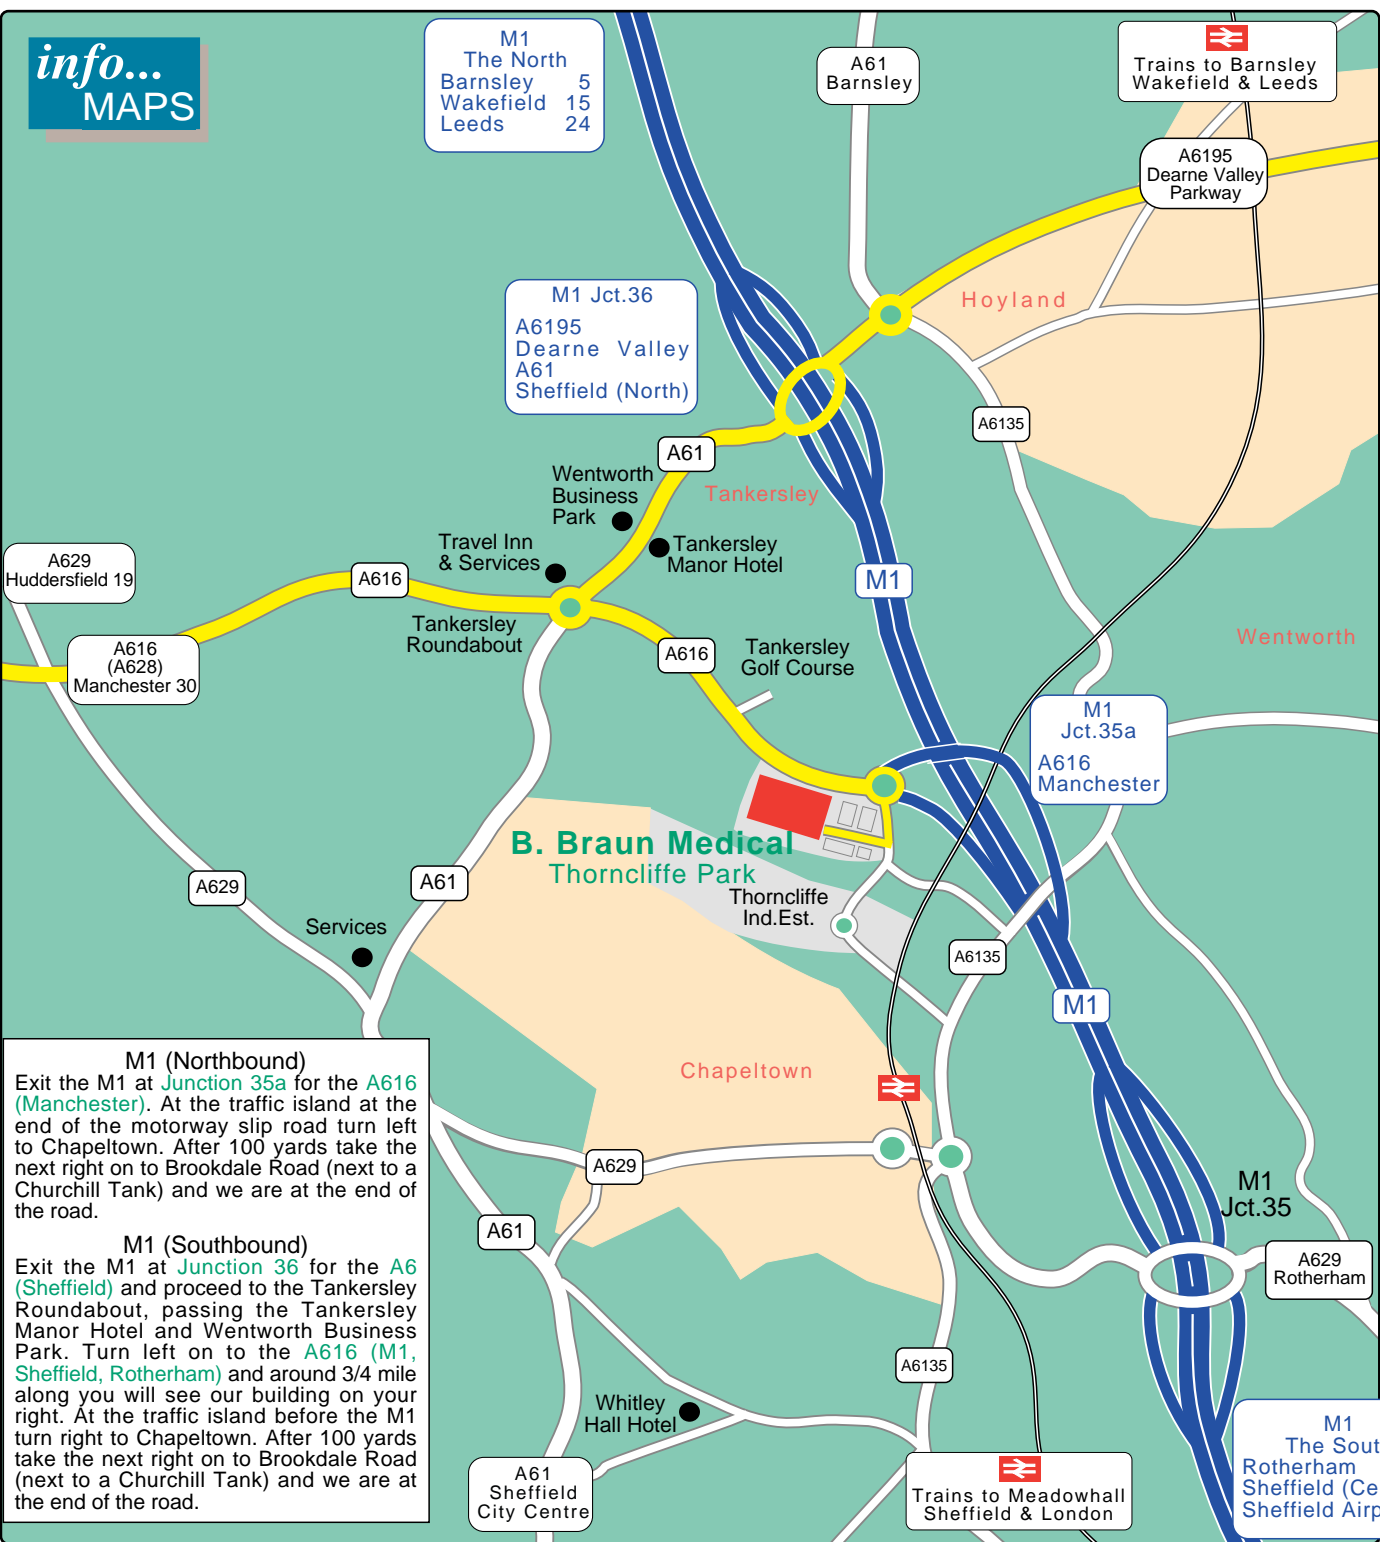 info...
MAPS
M1
The North
Barnsley 5
Wakefield 15
Leeds 24
A61
Barnsley
Trains to Barnsley
Wakefield & Leeds
A6195
Dearne Valley
Parkway
M1 Jct.36
A6195
Dearne Valley
A61
Sheffield (North)
Hoyland
A6135
A61
Wentworth
Business
Park
Tankersley
Travel Inn
& Services
Tankersley
Manor Hotel
A629
Huddersfield 19
A616
M1
Tankersley
Roundabout
A616
(A628)
Manchester 30
A616
Tankersley
Golf Course
Wentworth
M1
Jct.35a
A616
Manchester
B. Braun Medical
Thorncliffe Park
A629
A61
Thorncliffe
Ind.Est.
Services
A6135
M1
Chapeltown
M1 (Northbound)
Exit the M1 at Junction 35a for the A616
(Manchester). At the traffic island at the
end of the motorway slip road turn left
to Chapeltown. After 100 yards take the
next right on to Brookdale Road (next to a
Churchill Tank) and we are at the end of
the road.
M1 (Southbound)
Exit the M1 at Junction 36 for the A6
(Sheffield) and proceed to the Tankersley
Roundabout, passing the Tankersley
Manor Hotel and Wentworth Business
Park. Turn left on to the A616 (M1,
Sheffield, Rotherham) and around 3/4 mile
along you will see our building on your
right. At the traffic island before the M1
turn right to Chapeltown. After 100 yards
take the next right on to Brookdale Road
(next to a Churchill Tank) and we are at
the end of the road.
A629
A61
M1
Jct.35
A629
Rotherham
A6135
Whitley
Hall Hotel
A61
Sheffield
City Centre
Trains to Meadowhall
Sheffield & London
M1
The Sout
Rotherham
Sheffield (Ce
Sheffield Airp